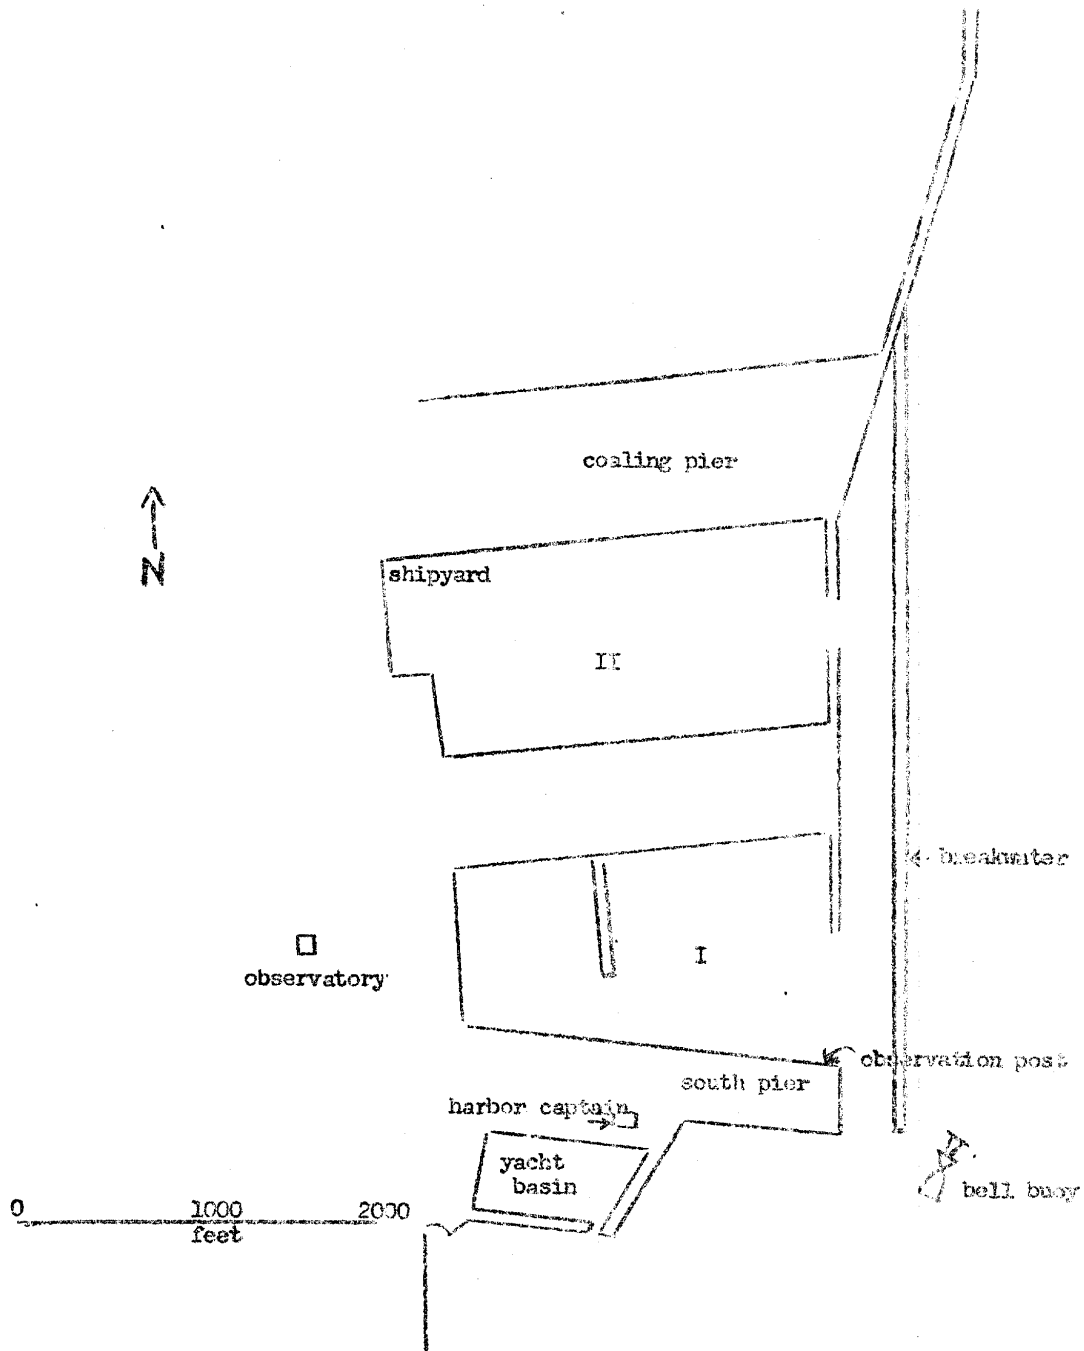 coaling pier
N
shipyard
II
breakwater
I
observatory
observation post
south pier
harbor captain
yacht
basin
bell buoy
0 1000 2000
feet